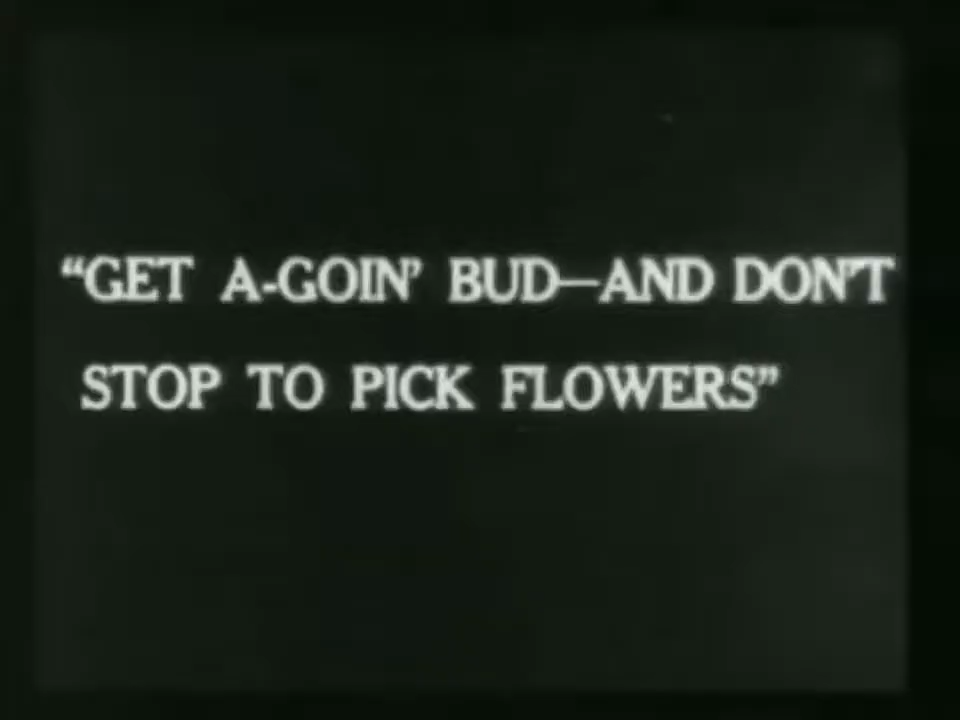 “GET A-GOIN’ BUD—AND DON’T
STOP TO PICK FLOWERS”